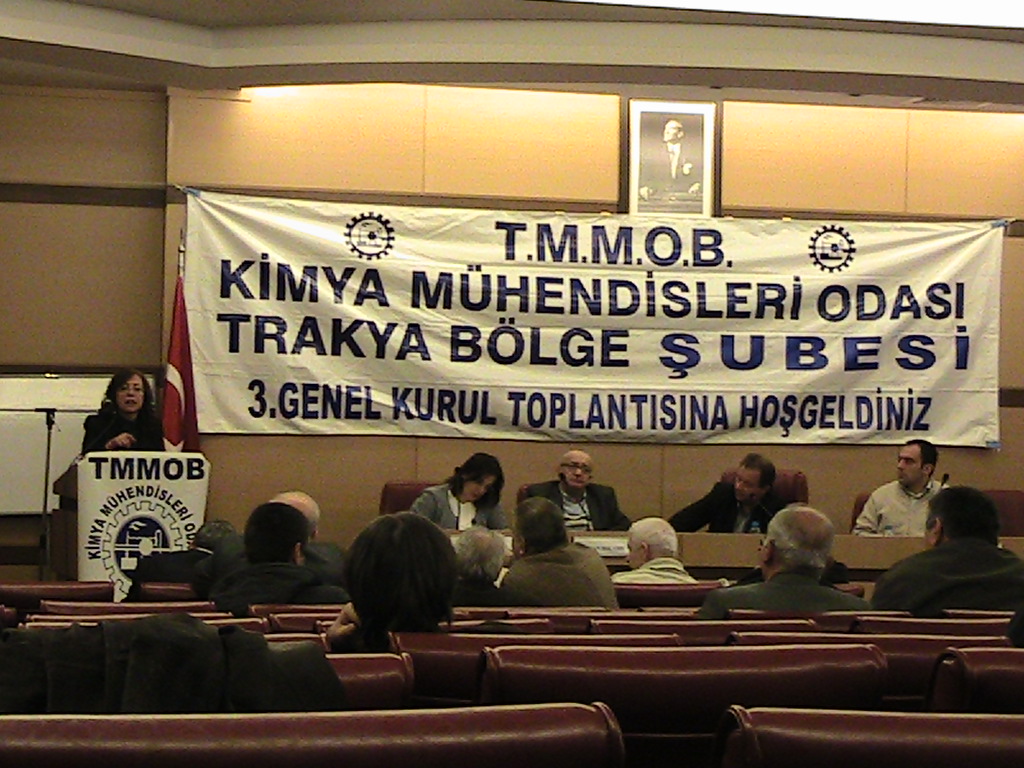 T.M.M.O.B.
KİMYA MÜHENDİSLERİ ODASI
TRAKYA BÖLGE ŞUBESİ
3.GENEL KURUL TOPLANTISINA HOŞGELDİNİZ
TMMOB
KİMYA MÜHENDİSLERİ ODASI